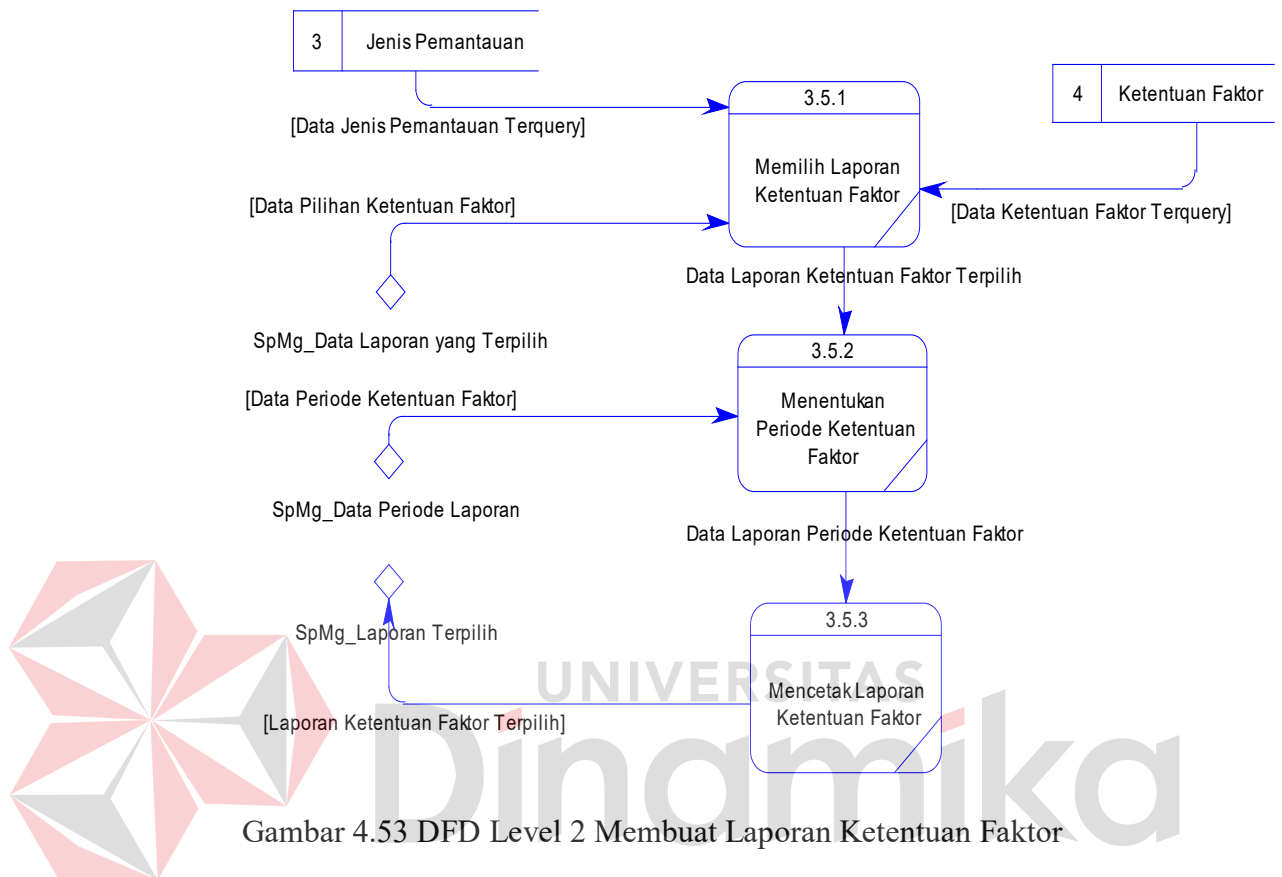 3
Jenis Pemantauan
3.5.1
4
Ketentuan Faktor
[Data Jenis Pemantauan Terquery]
Memilih Laporan
Ketentuan Faktor
[Data Pilihan Ketentuan Faktor]
[Data Ketentuan Faktor Terquery]
Data Laporan Ketentuan Faktor Terpilih
SpMg_Data Laporan yang Terpilih
3.5.2
[Data Periode Ketentuan Faktor]
Menentukan
Periode Ketentuan
Faktor
SpMg_Data Periode Laporan
Data Laporan Periode Ketentuan Faktor
3.5.3
SpMg_Laporan Terpilih
UNIVERSITAS
Dinamika
Mencetak Laporan
Ketentuan Faktor
[Laporan Ketentuan Faktor Terpilih]
Gambar 4.53 DFD Level 2 Membuat Laporan Ketentuan Faktor